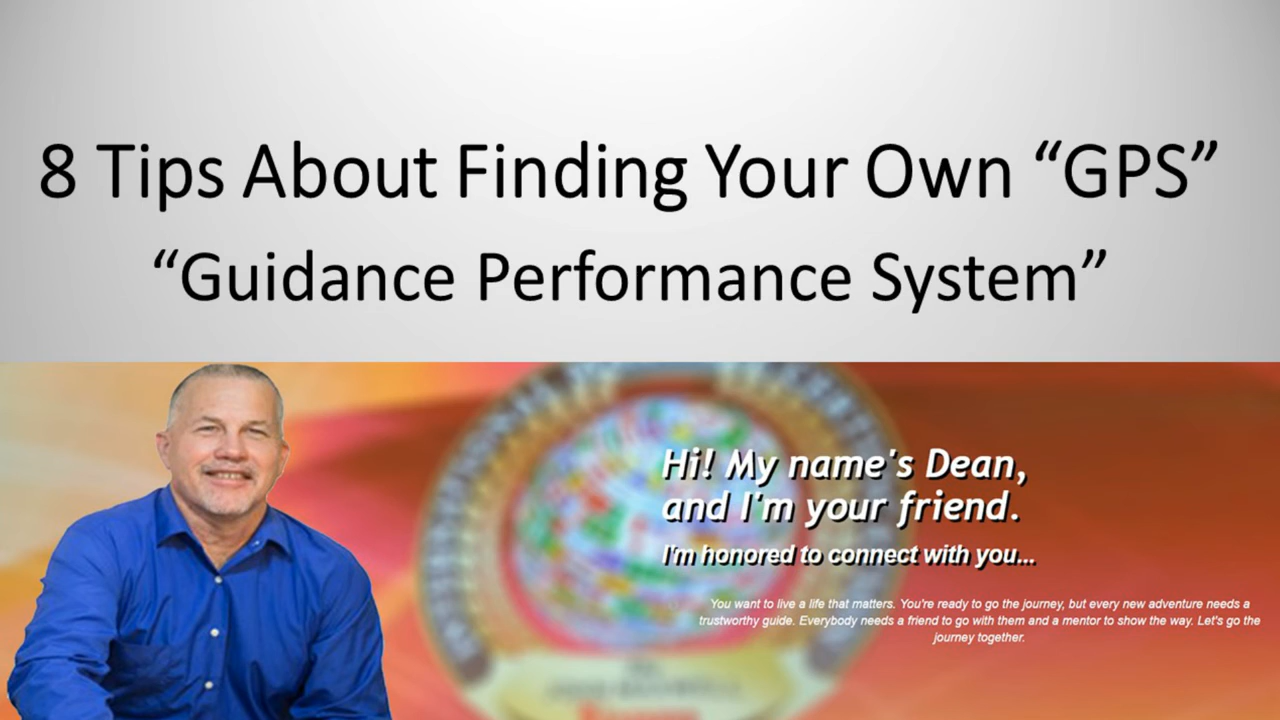 8 Tips About Finding Your Own “GPS”
“Guidance Performance System”
Hi! My name's Dean,
and I'm your friend.
I'm honored to connect with you...
You want to live a life that matters. You're ready to go the journey, but every new adventure needs a
trustworthy guide. Everybody needs a friend to go with them and a mentor to show the way. Let's go the
journey together.